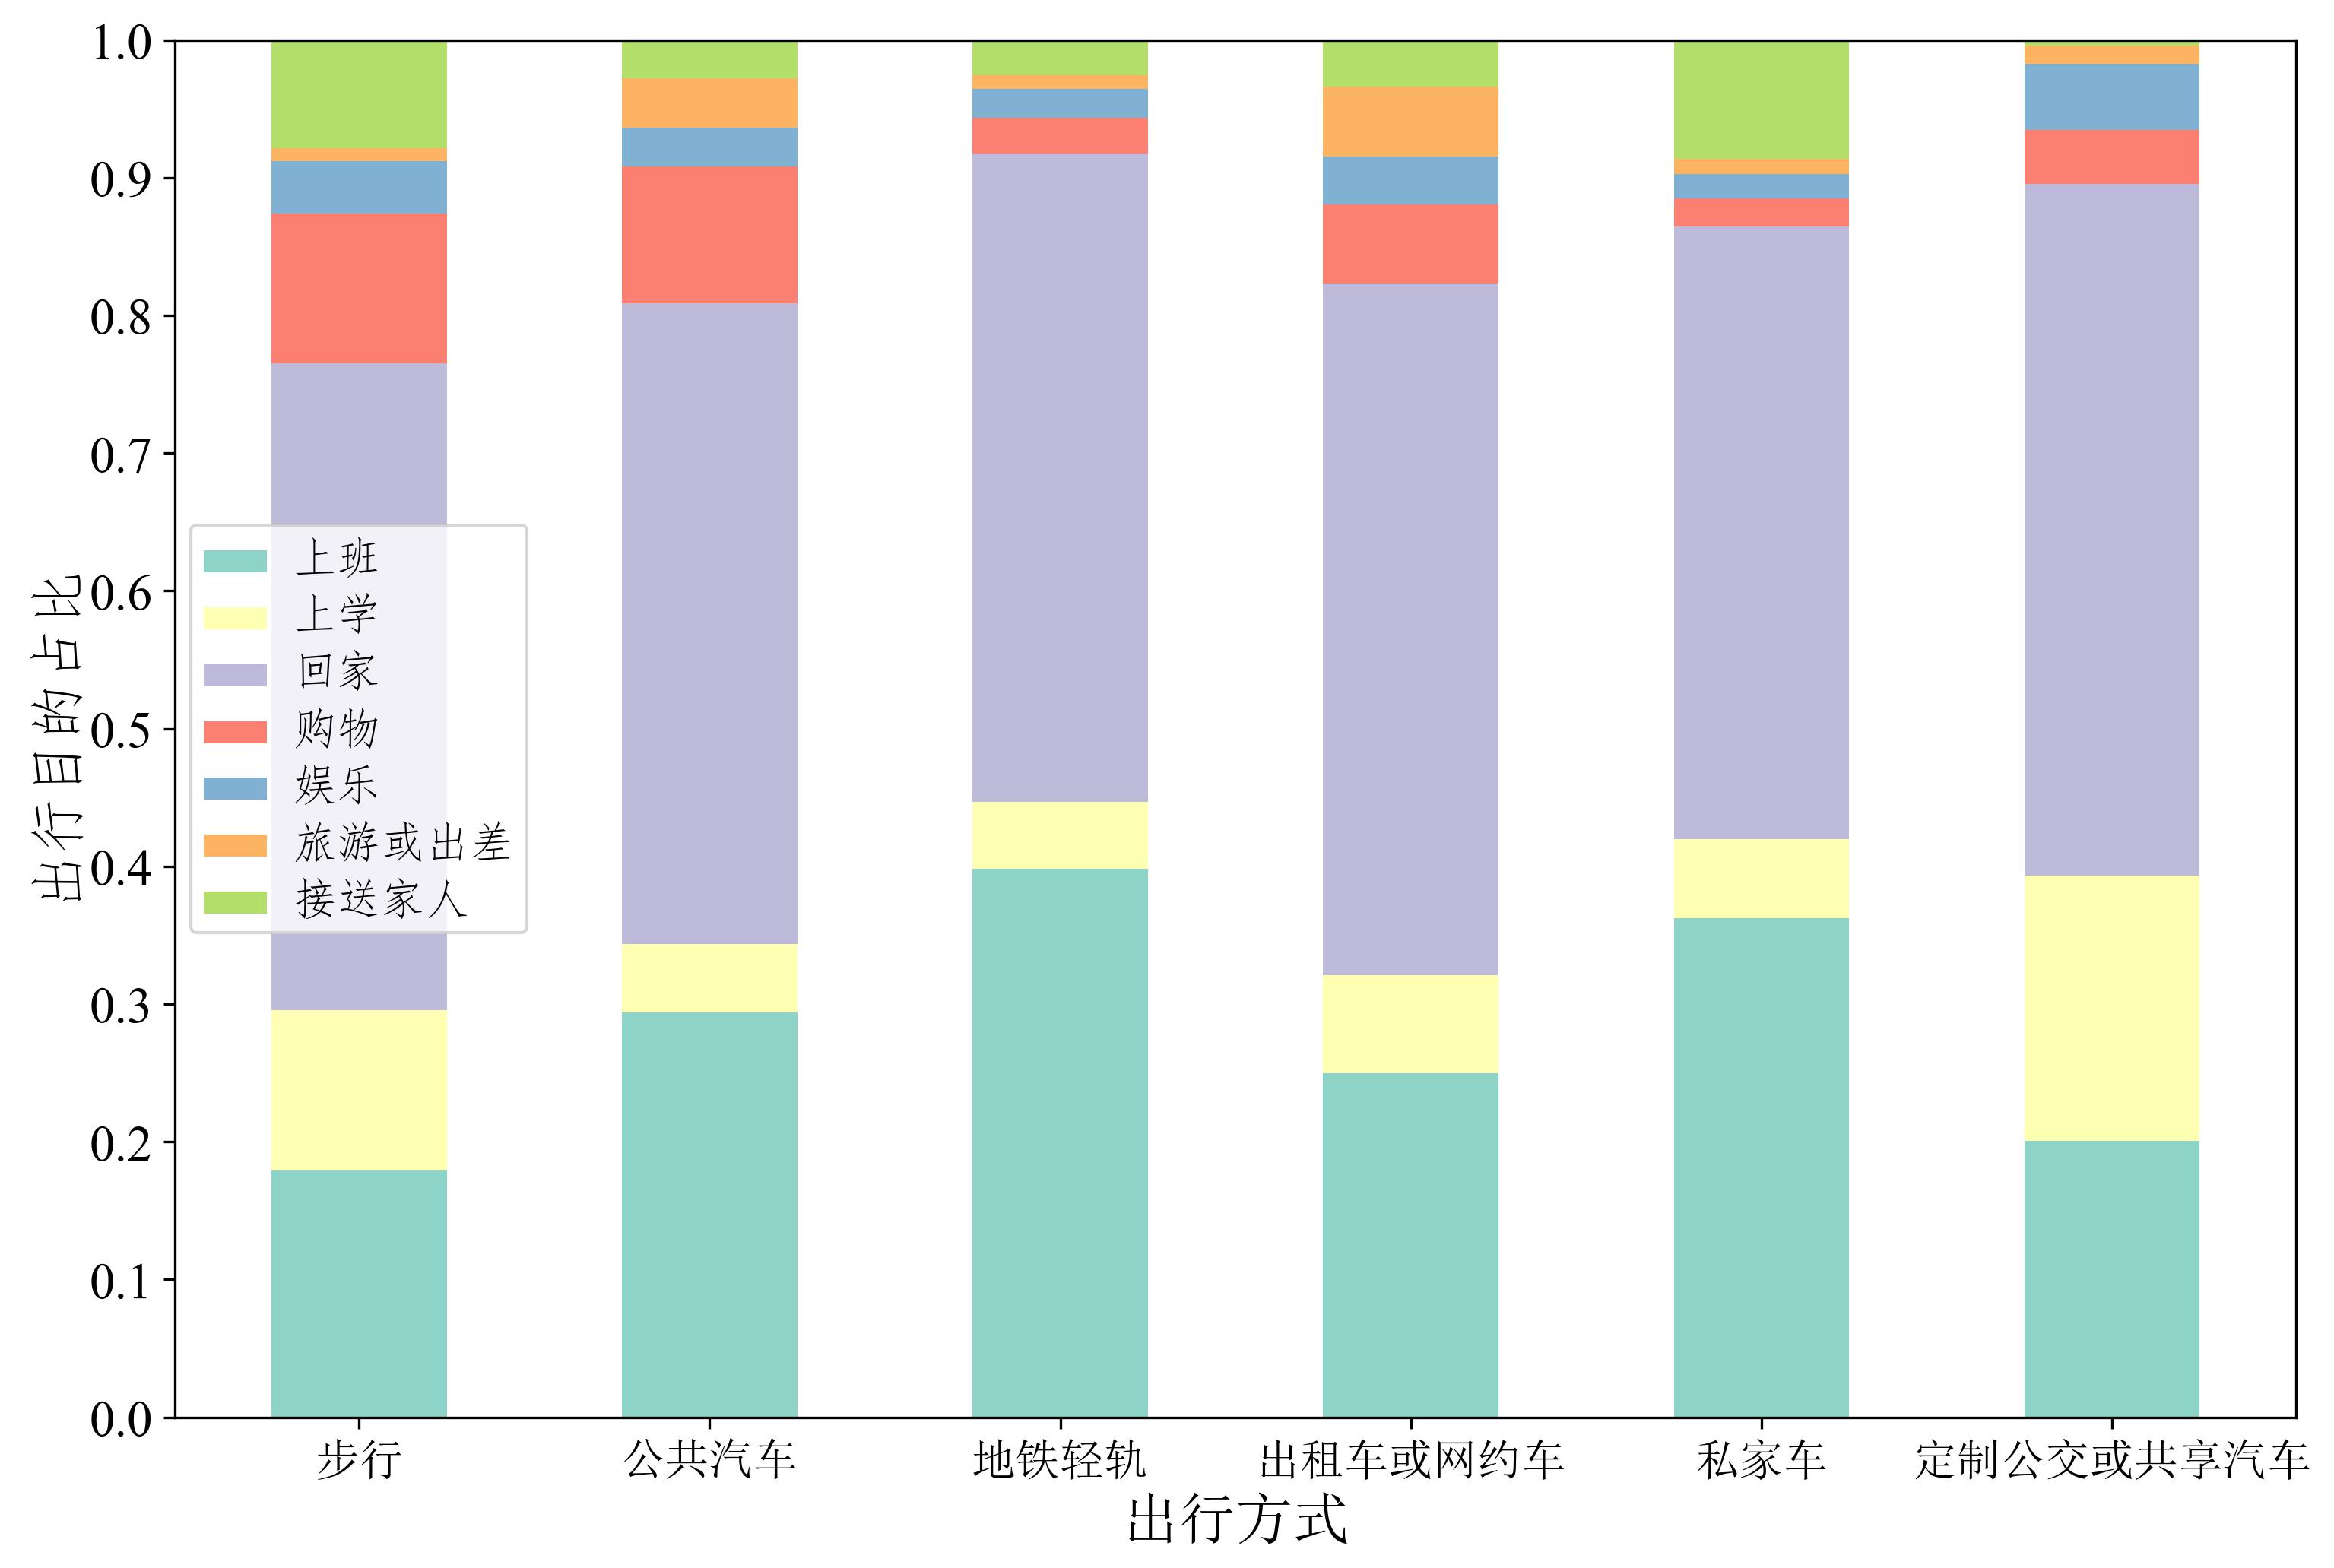 1.0
0.9
0.8
0.7
0.6
0.5
0.4
0.3
0.2
0.1
0.0
出行目的占比
上班
上学
回家
购物
娱乐
旅游或出差
接送家人
步行 公共汽车 地铁轻轨 出租车或网约车 私家车 定制公交或共享汽车
出行方式